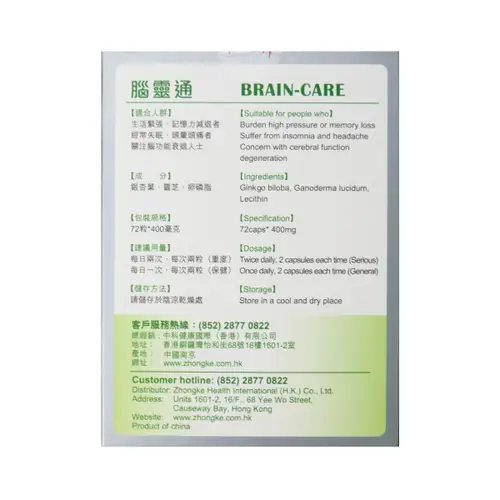 腦靈通 BRAIN-CARE
【適合人群】
生活緊張、記憶力減退者
經常失眠、頭暈頭痛者
關注腦功能衰退人士
【Suitable for people who】
Burden high pressure or memory loss
Suffer from insomnia and headache
Concern with cerebral function
degeneration
【成 分】
銀杏葉、靈芝、卵磷脂
【Ingredients】
Ginkgo biloba, Ganoderma lucidum,
Lecithin
【包裝規格】
72粒*400毫克
【Specification】
72caps* 400mg
【建議用量】
每日兩次，每次兩粒（重度）
每日一次，每次兩粒（保健）
【Dosage】
Twice daily, 2 capsules each time (Serious)
Once daily, 2 capsules each time (General)
【儲存方法】
請儲存於陰涼乾燥處
【Storage】
Store in a cool and dry place
客戶服務熱線：(852) 2877 0822
總經銷：中科健康國際（香港）有限公司
地址： 香港銅鑼灣怡和街68號16樓1601-2室
產地： 中國南京
網址： www.zhongke.com.hk
Customer hotline: (852) 2877 0822
Distributor: Zhongke Health International (H.K.) Co., Ltd.
Address: Units 1601-2, 16/F., 68 Yee Wo Street,
Causeway Bay, Hong Kong
Website: www.zhongke.com.hk
Product of china